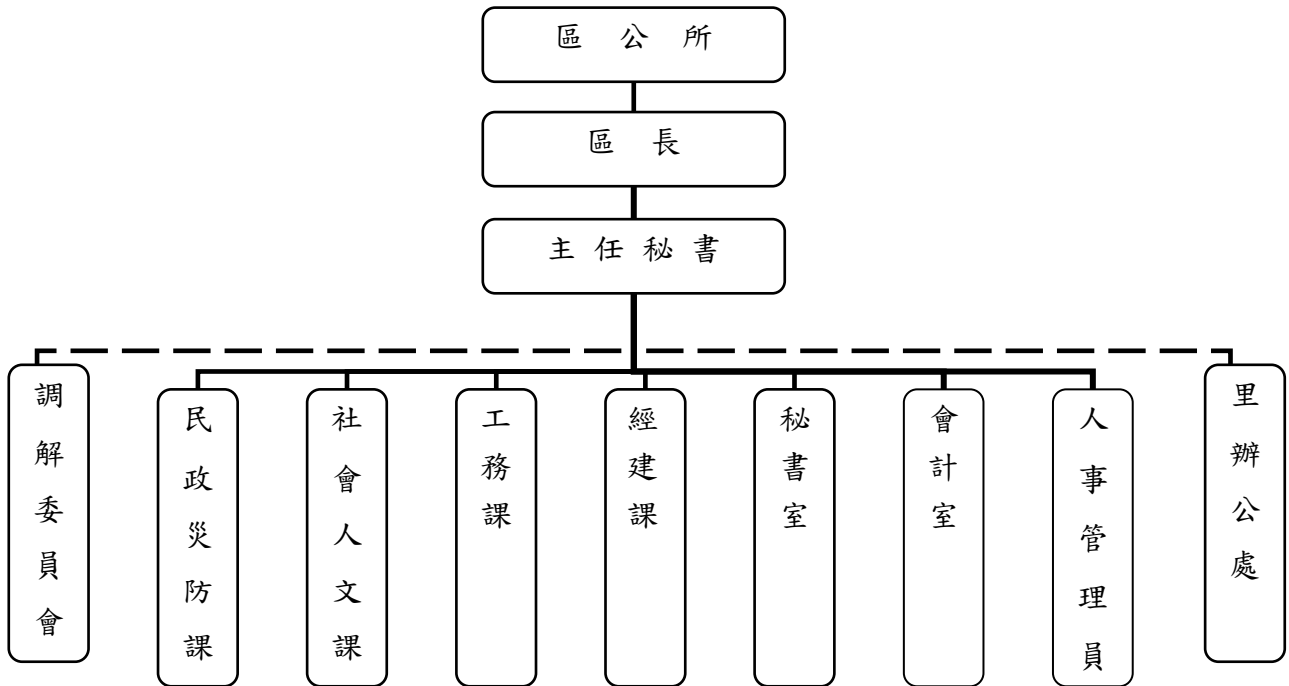 區公所
區長
主任秘書
調解委員會
民政災防課
社會人文課
工務課
經建課
秘書室
會計室
人事管理員
里辦公處